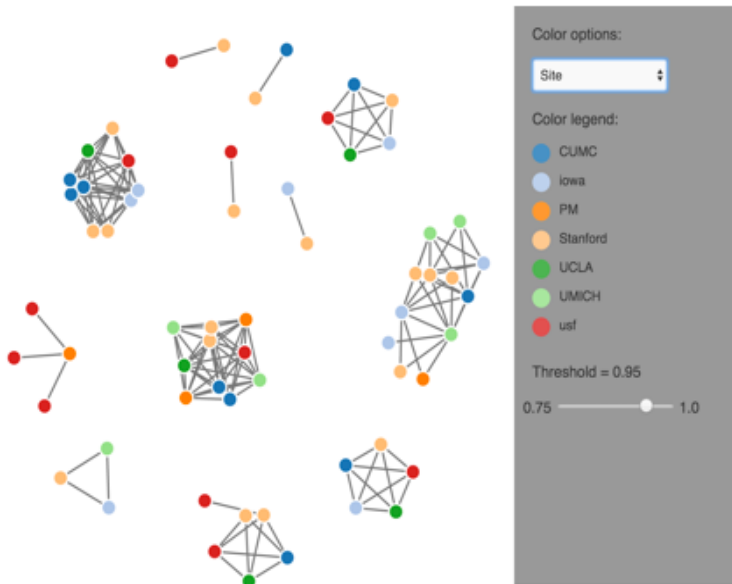 Color options:
Site
Color legend:
CUMC
iowa
PM
Stanford
UCLA
UMICH
usf
Threshold = 0.95
0.75 1.0